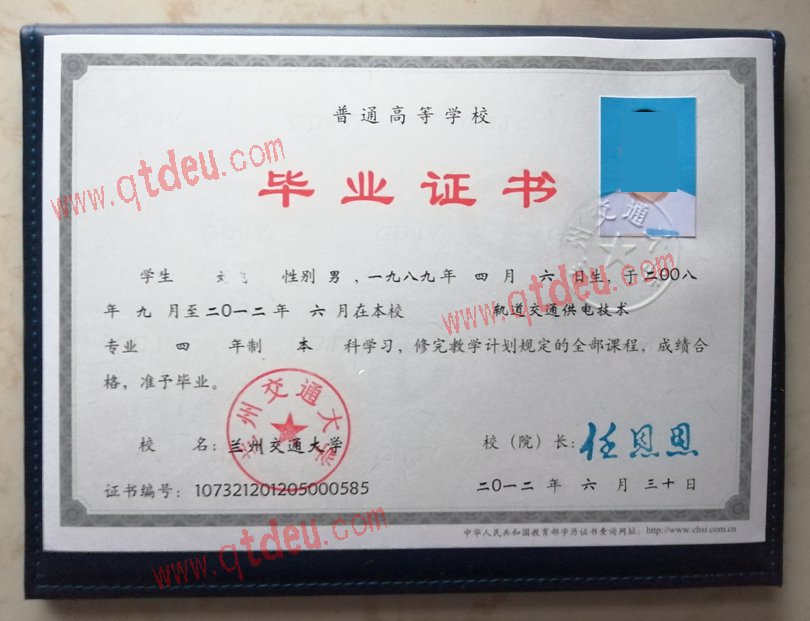 普通高等学校
www.qtdeu.com
毕业证书
学生 性别 男 ,一九八九年 四 月 六 日生, 于二00八
年 九 月至二0一二年 六 月在本校 轨道交通供电技术
www.qtdeu.com
专业 四 年制 本 科学习, 修完教学计划规定的全部课程, 成绩合
格, 准予毕业。
兰州交通大学
校 名: 兰州交通大学
校(院)长: 任恩恩
证书编号: 107321201205000585
二0一二 年 六 月 三十 日
中华人民共和国教育部学历证书查询网址: http://www.chsi.com.cn
www.qtdeu.com